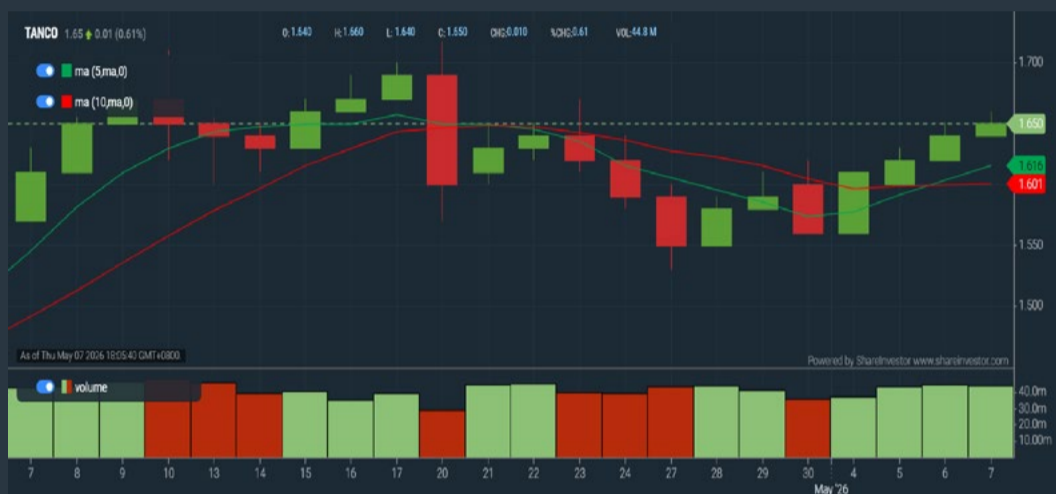 TANCO 1.65 0.01 (0.61%) O: 1.640 H: 1.660 L: 1.640 C: 1.650 CHG: 0.010 %CHG: 0.61 VOL: 44.8 M
ma (5,ma,0)
ma (10,ma,0)
1.700
1.650
1.616
1.601
1.550
1.500
As of Thu May 07 2026 18:05:40 GMT+0800
Powered by ShareInvestor www.shareinvestor.com
volume
40.0m
30.0m
20.0m
10.00m
7 8 9 10 13 14 15 16 17 20 21 22 23 24 27 28 29 30 4 5 6 7
May '26